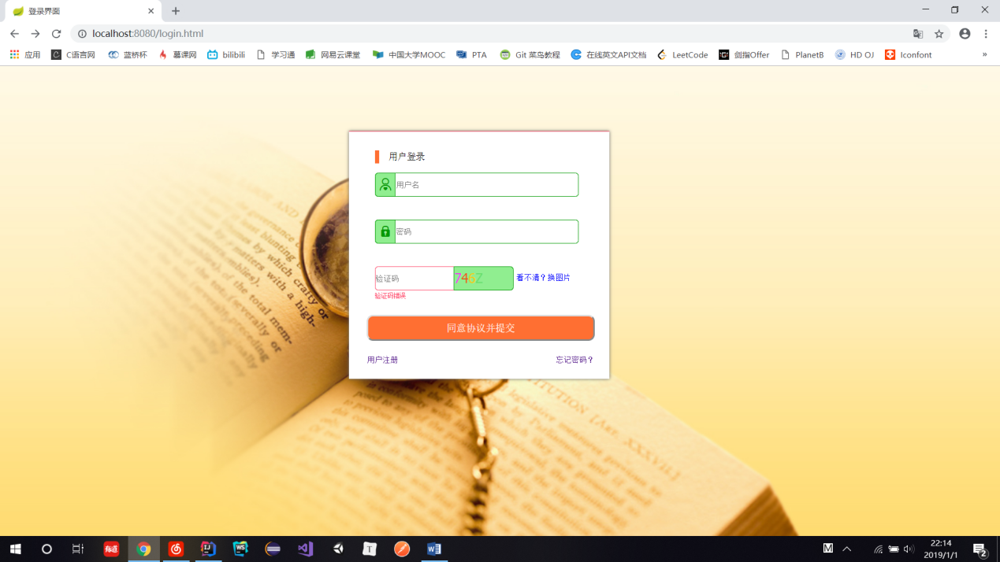 登录界面
localhost:8080/login.html
应用 C语言网 蓝桥杯 慕课网 bilibili 学习通 网易云课堂 中国大学MOOC PTA Git 菜鸟教程 在线英文API文档 LeetCode 剑指Offer PlanetB HD OJ Iconfont »
用户登录
用户名
密码
验证码 746Z 看不清？换图片
验证码错误
同意协议并提交
用户注册 忘记密码？
22:14
2019/1/1